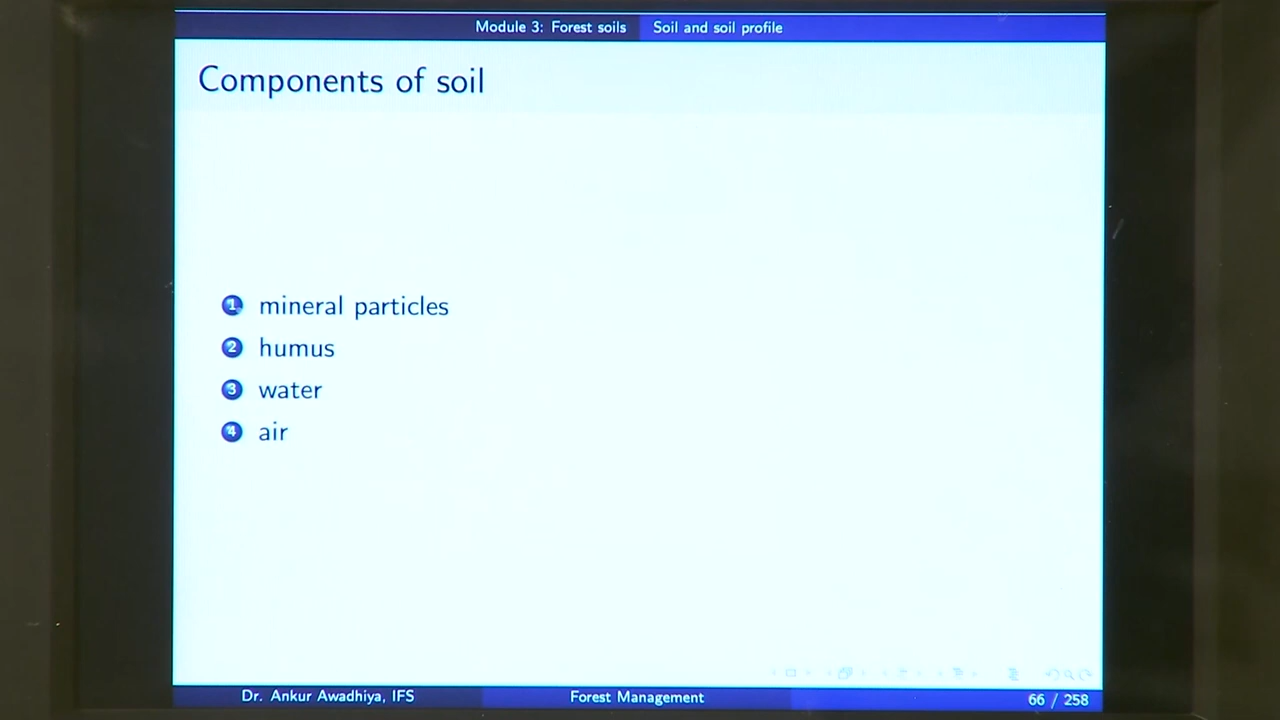 Module 3: Forest soils Soil and soil profile
Components of soil
1 mineral particles
2 humus
3 water
4 air
Dr. Ankur Awadhiya, IFS Forest Management 66 / 258